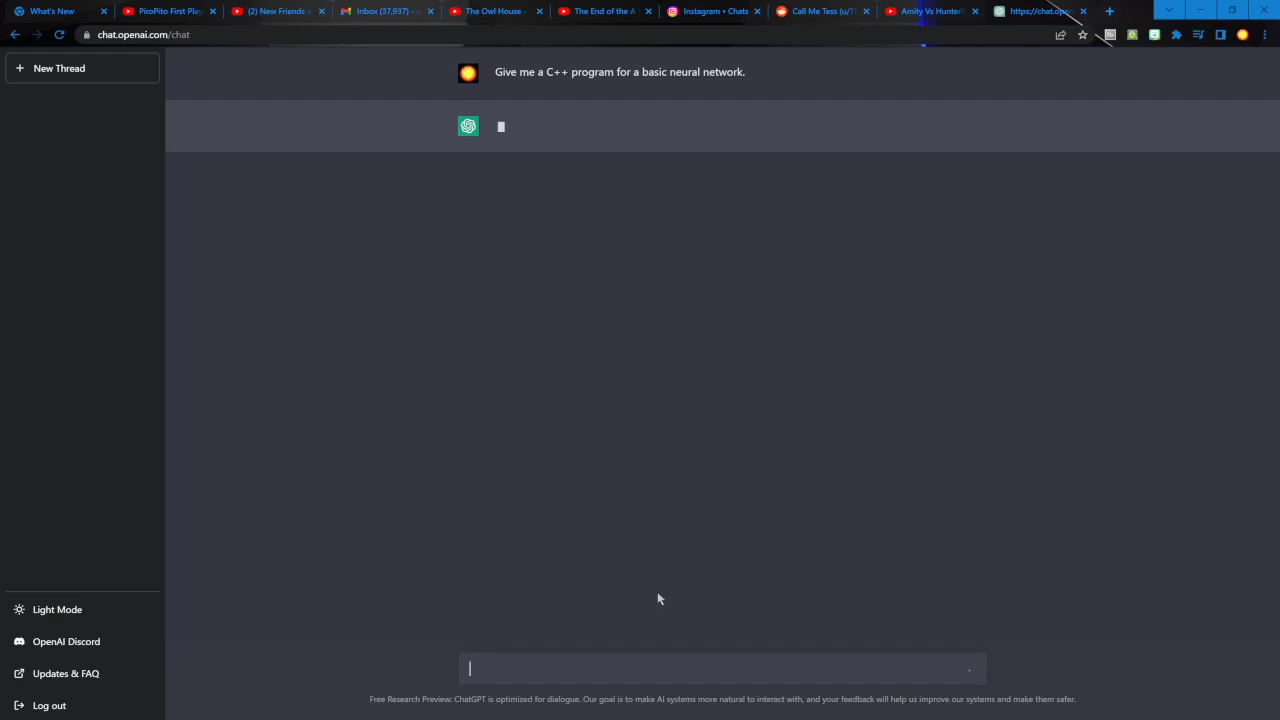 What's New
PiroPito First Play
(2) New Friends
Inbox (37,937) -
The Owl House -
The End of the
Instagram • Chats
Call Me Tess (u/
Amity Vs Hunter!
https://chat.open
chat.openai.com/chat
New Thread
Give me a C++ program for a basic neural network.
Light Mode
OpenAI Discord
Updates & FAQ
Log out
Free Research Preview: ChatGPT is optimized for dialogue. Our goal is to make AI systems more natural to interact with, and your feedback will help us improve our systems and make them safer.